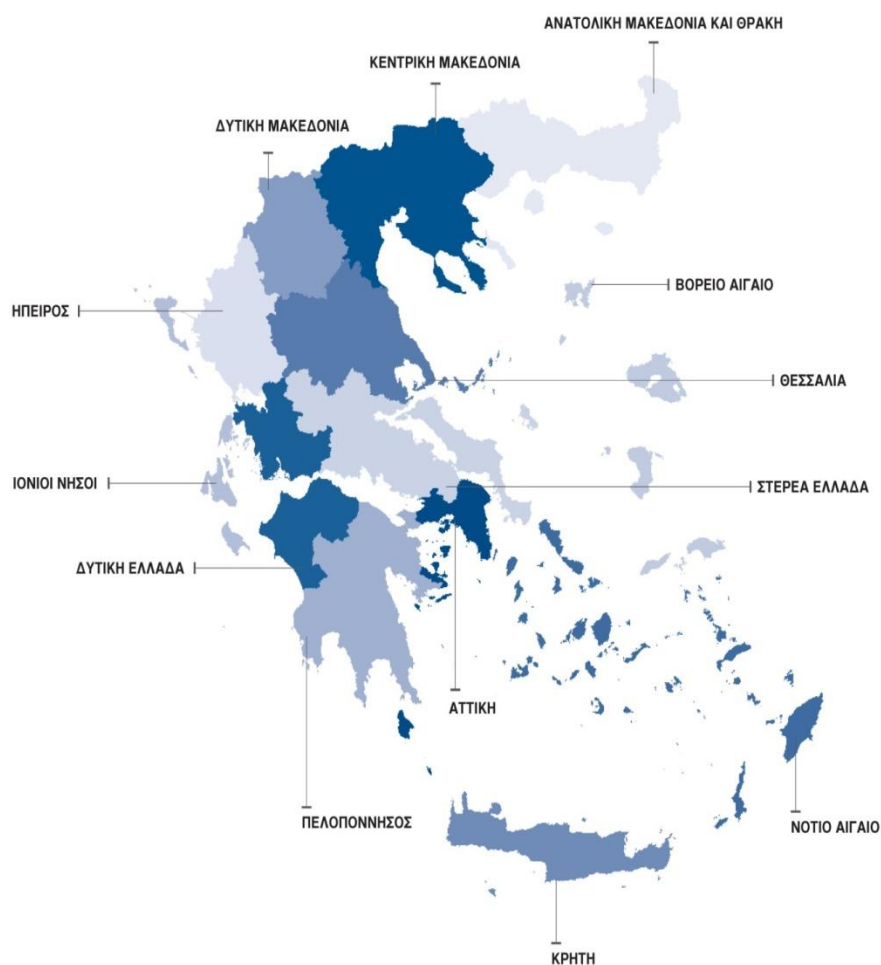 ΑΝΑΤΟΛΙΚΗ ΜΑΚΕΔΟΝΙΑ ΚΑΙ ΘΡΑΚΗ
ΚΕΝΤΡΙΚΗ ΜΑΚΕΔΟΝΙΑ
ΔΥΤΙΚΗ ΜΑΚΕΔΟΝΙΑ
ΒΟΡΕΙΟ ΑΙΓΑΙΟ
ΗΠΕΙΡΟΣ
ΘΕΣΣΑΛΙΑ
ΙΟΝΙΟΙ ΝΗΣΟΙ
ΣΤΕΡΕΑ ΕΛΛΑΔΑ
ΔΥΤΙΚΗ ΕΛΛΑΔΑ
ΑΤΤΙΚΗ
ΠΕΛΟΠΟΝΝΗΣΟΣ
ΝΟΤΙΟ ΑΙΓΑΙΟ
ΚΡΗΤΗ